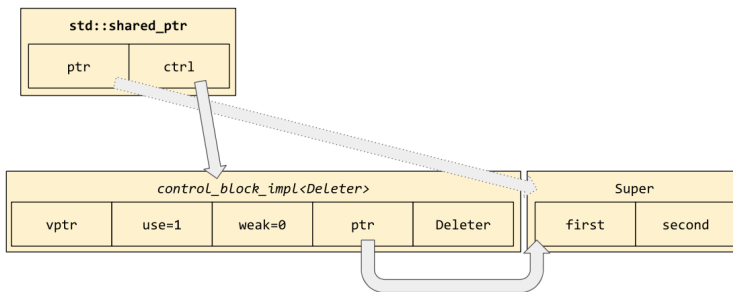 std::shared_ptr
ptr ctrl
control_block_impl<Deleter> Super
vptr use=1 weak=0 ptr Deleter first second